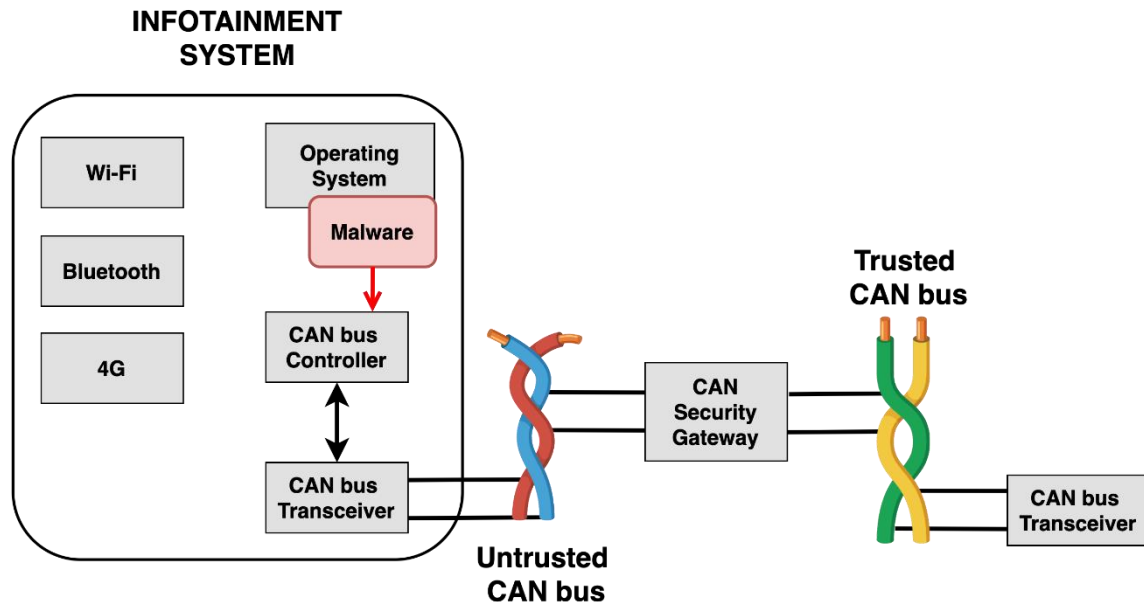 INFOTAINMENT
SYSTEM
Wi-Fi
Operating
System
Malware
Bluetooth
4G
CAN bus
Controller
CAN bus
Transceiver
Untrusted
CAN bus
CAN
Security
Gateway
Trusted
CAN bus
CAN bus
Transceiver